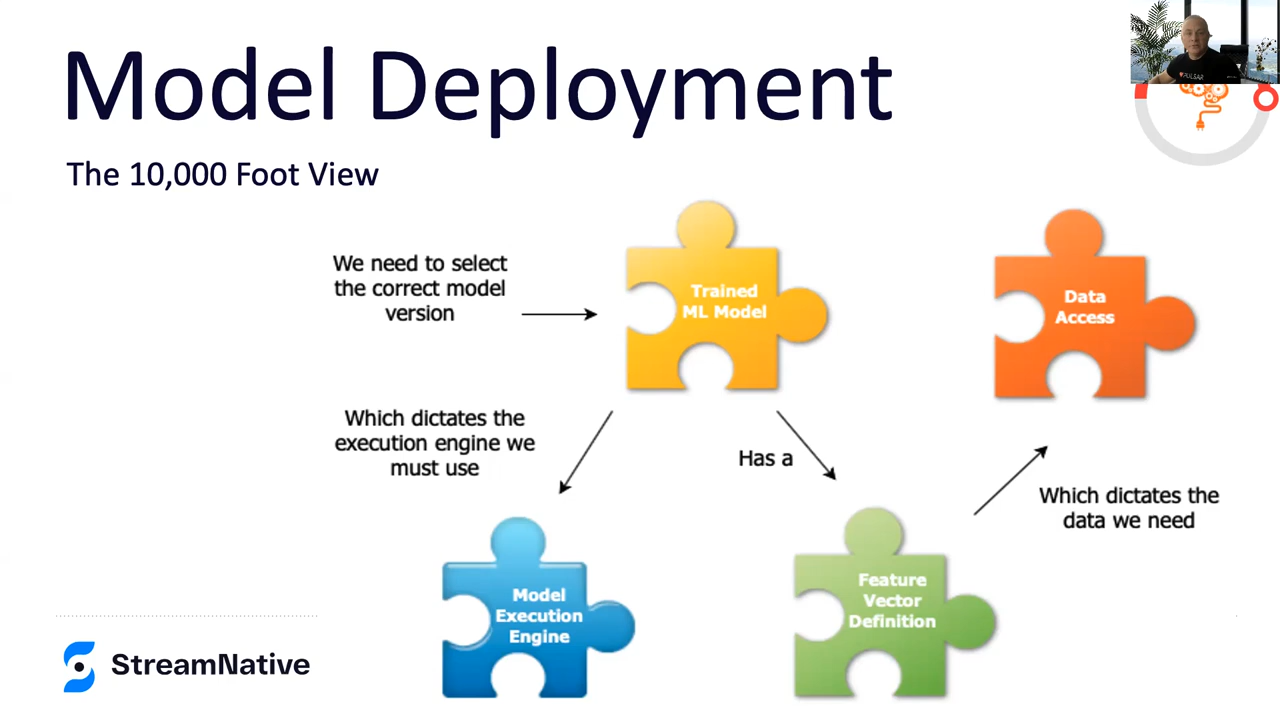 Model Deployment
The 10,000 Foot View
We need to select
the correct model
version
Trained
ML Model
Data
Access
Which dictates the
execution engine we
must use
Has a
Which dictates the
data we need
Model
Execution
Engine
Feature
Vector
Definition
StreamNative
PULSAR